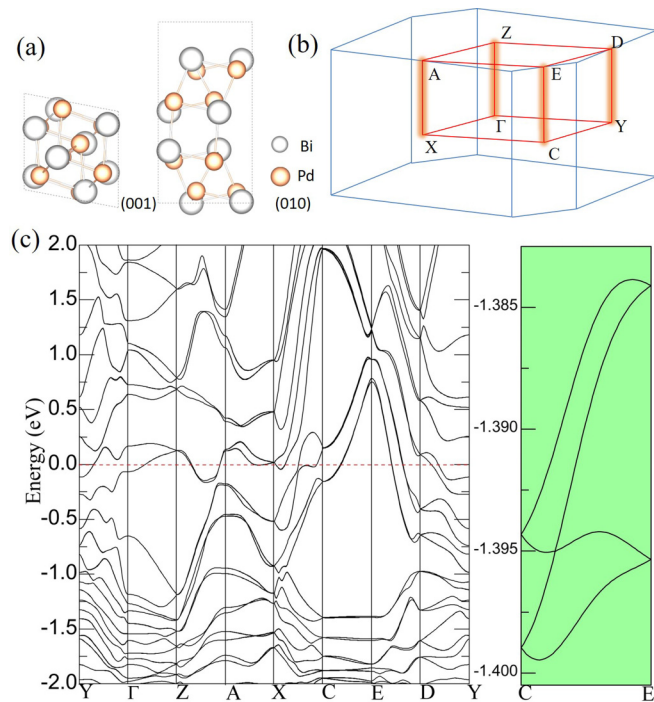 (a)
(001)
(010)
Bi
Pd
(b)
Z
D
A
E
Γ
Y
X
C
(c)
Energy (eV)
2.0
1.5
1.0
0.5
0.0
-0.5
-1.0
-1.5
-2.0
Y Γ Z A X C E D Y
-1.385
-1.390
-1.395
-1.400
C E